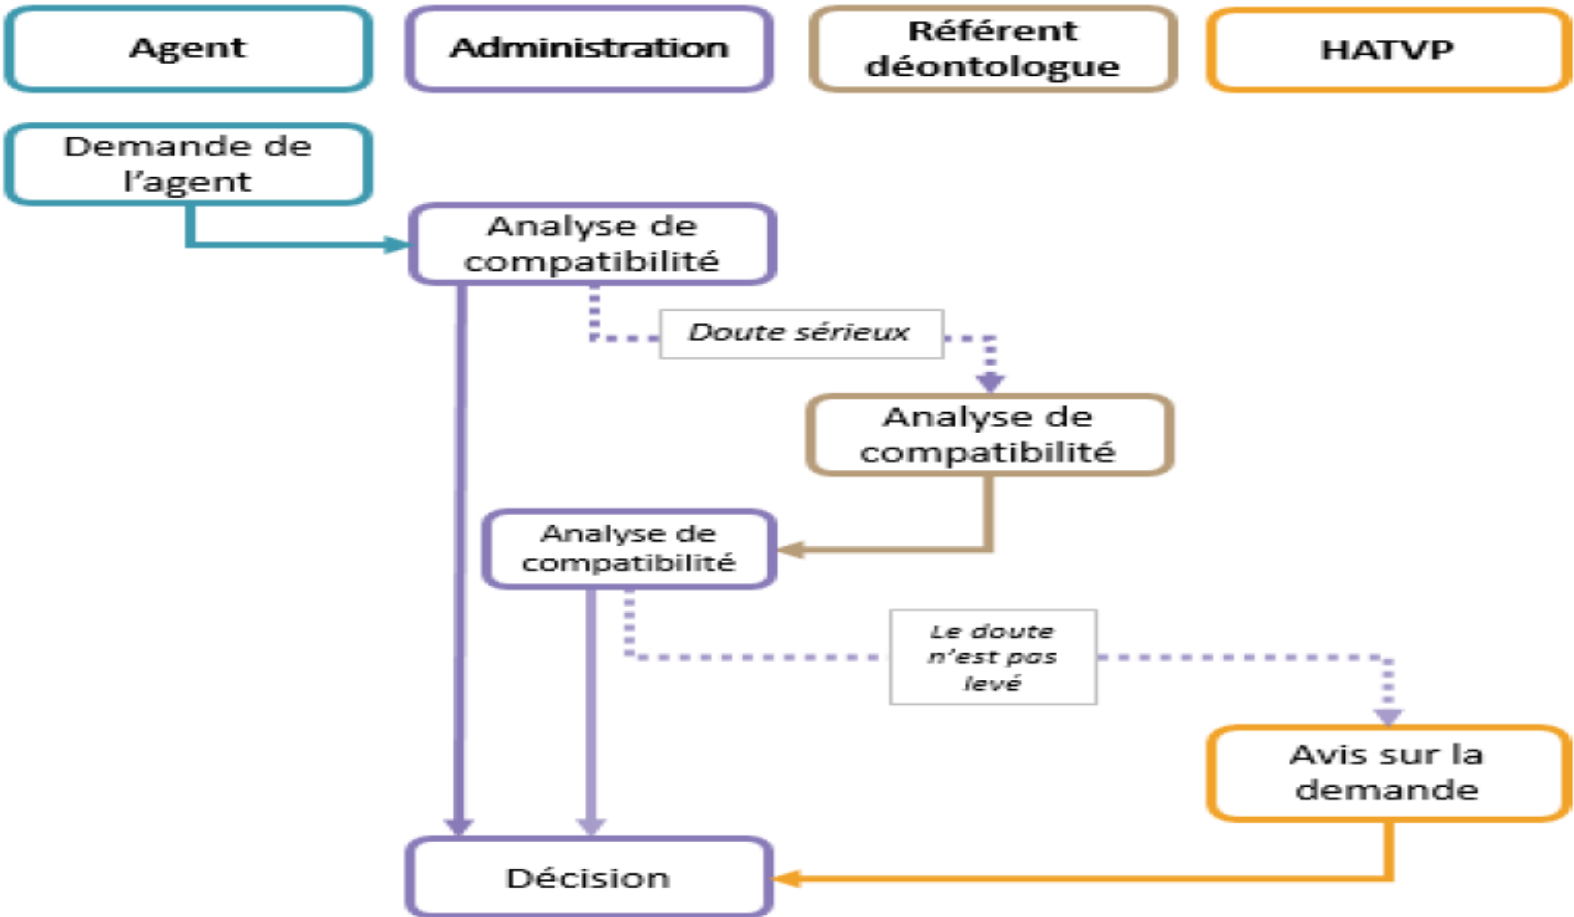 Agent
Administration
Référent
déontologue
HATVP
Demande de
l'agent
Analyse de
compatibilité
Doute sérieux
Analyse de
compatibilité
Analyse de
compatibilité
Le doute
n'est pas
levé
Avis sur la
demande
Décision